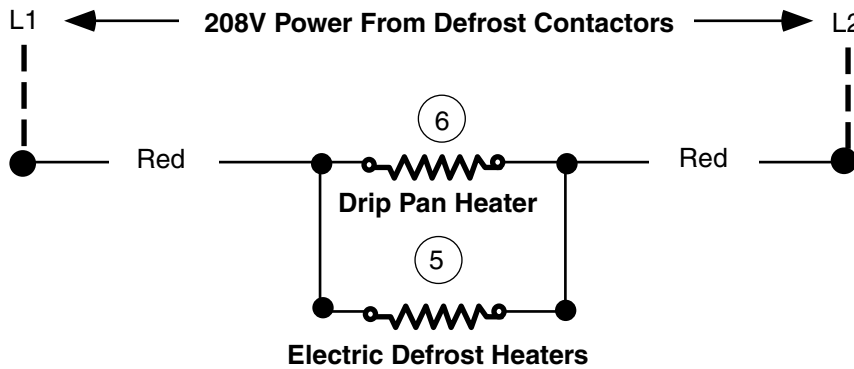 L1 208V Power From Defrost Contactors L2
6
Red Red
Drip Pan Heater
5
Electric Defrost Heaters